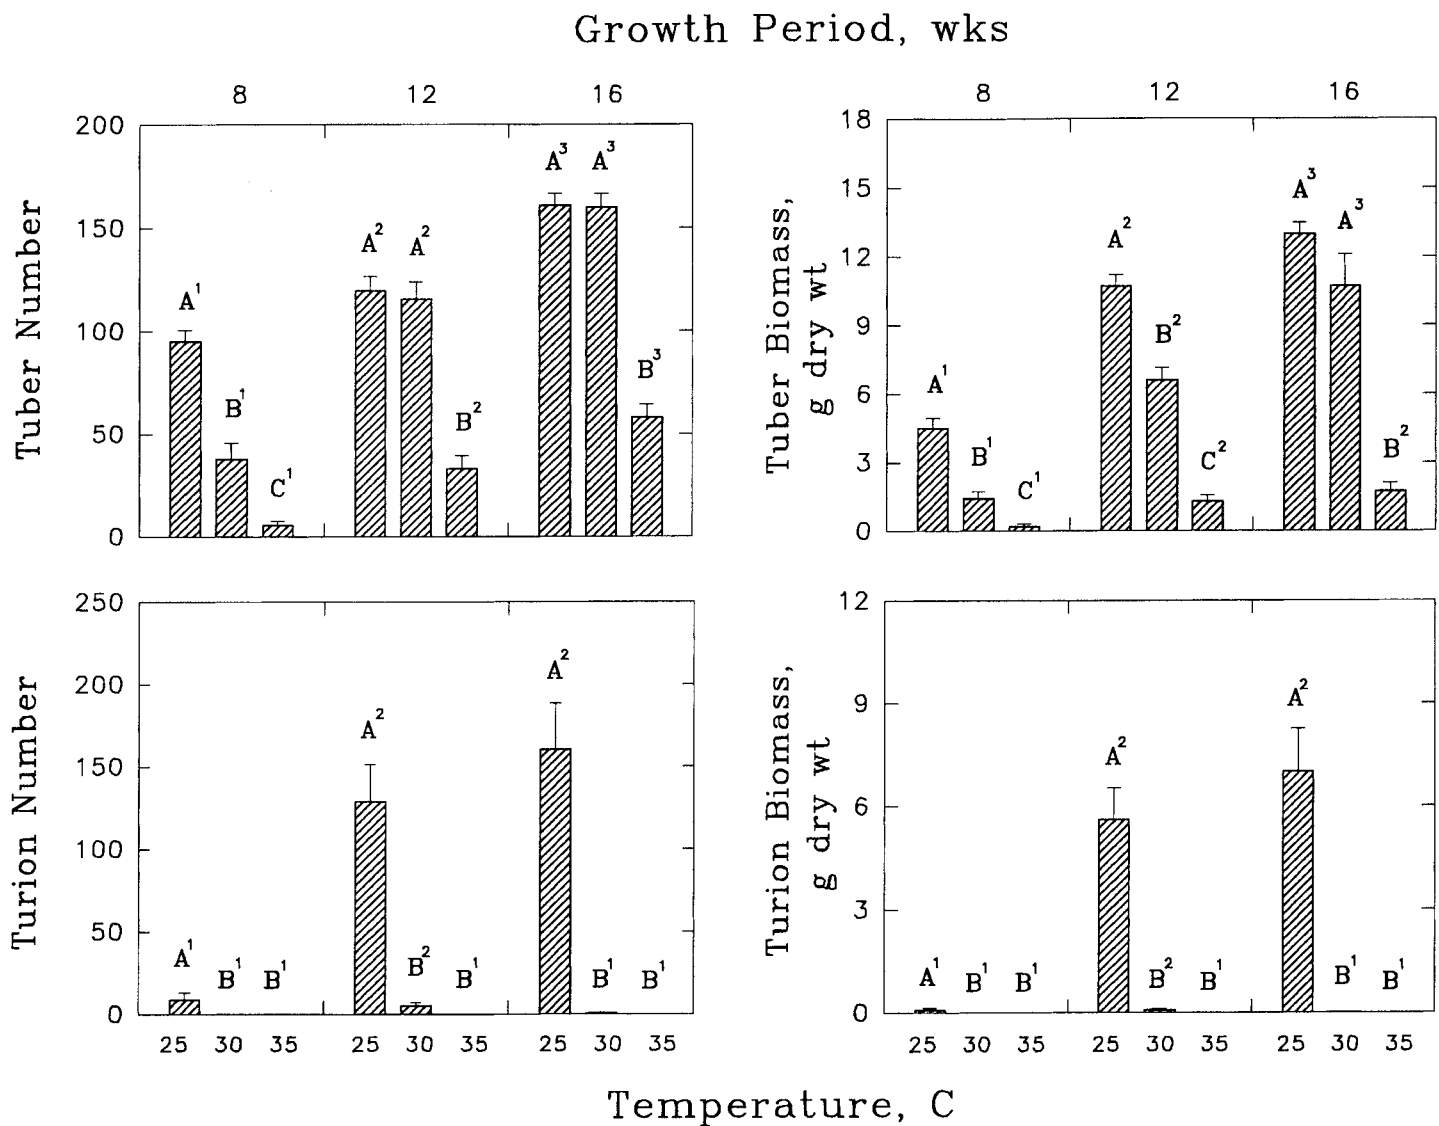 Growth Period, wks
8 12 16
200
150
100
50
0
Tuber Number
A¹ B¹ C¹ A² A² B² A³ A³ B³
8 12 16
18
15
12
9
6
3
0
Tuber Biomass,
g dry wt
A¹ B¹ C¹ A² B² C² A³ A³ B²
250
200
150
100
50
0
Turion Number
A¹ B¹ B¹ A² B² B¹ A² B¹ B¹
25 30 35 25 30 35 25 30 35
12
9
6
3
0
Turion Biomass,
g dry wt
A¹ B¹ B¹ A² B² B¹ A² B¹ B¹
25 30 35 25 30 35 25 30 35
Temperature, C